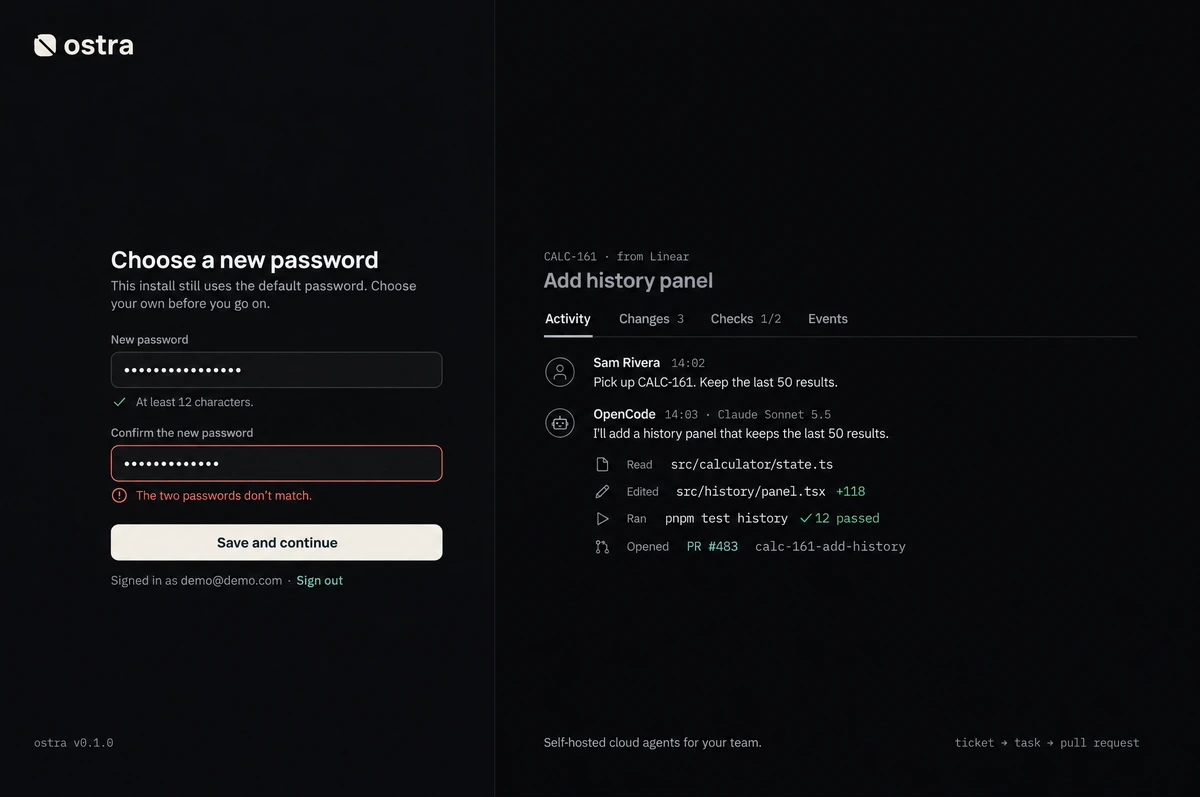 ostra
Choose a new password
This install still uses the default password. Choose
your own before you go on.
New password
••••••••••••••••
At least 12 characters.
Confirm the new password
•••••••••••••
The two passwords don’t match.
Save and continue
Signed in as demo@demo.com · Sign out
ostra v0.1.0
CALC-161 · from Linear
Add history panel
Activity Changes 3 Checks 1/2 Events
Sam Rivera 14:02
Pick up CALC-161. Keep the last 50 results.
OpenCode 14:03 · Claude Sonnet 5.5
I’ll add a history panel that keeps the last 50 results.
Read src/calculator/state.ts
Edited src/history/panel.tsx +118
Ran pnpm test history ✓ 12 passed
Opened PR #483 calc-161-add-history
Self-hosted cloud agents for your team.
ticket → task → pull request